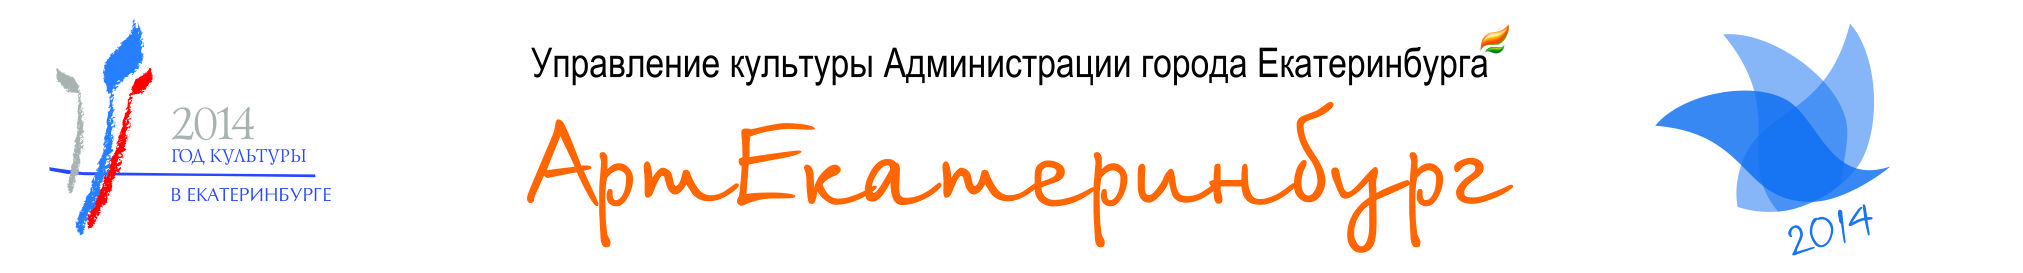 2014
ГОД КУЛЬТУРЫ
В ЕКАТЕРИНБУРГЕ
Управление культуры Администрации города Екатеринбурга
АртЕкатеринбург
2014